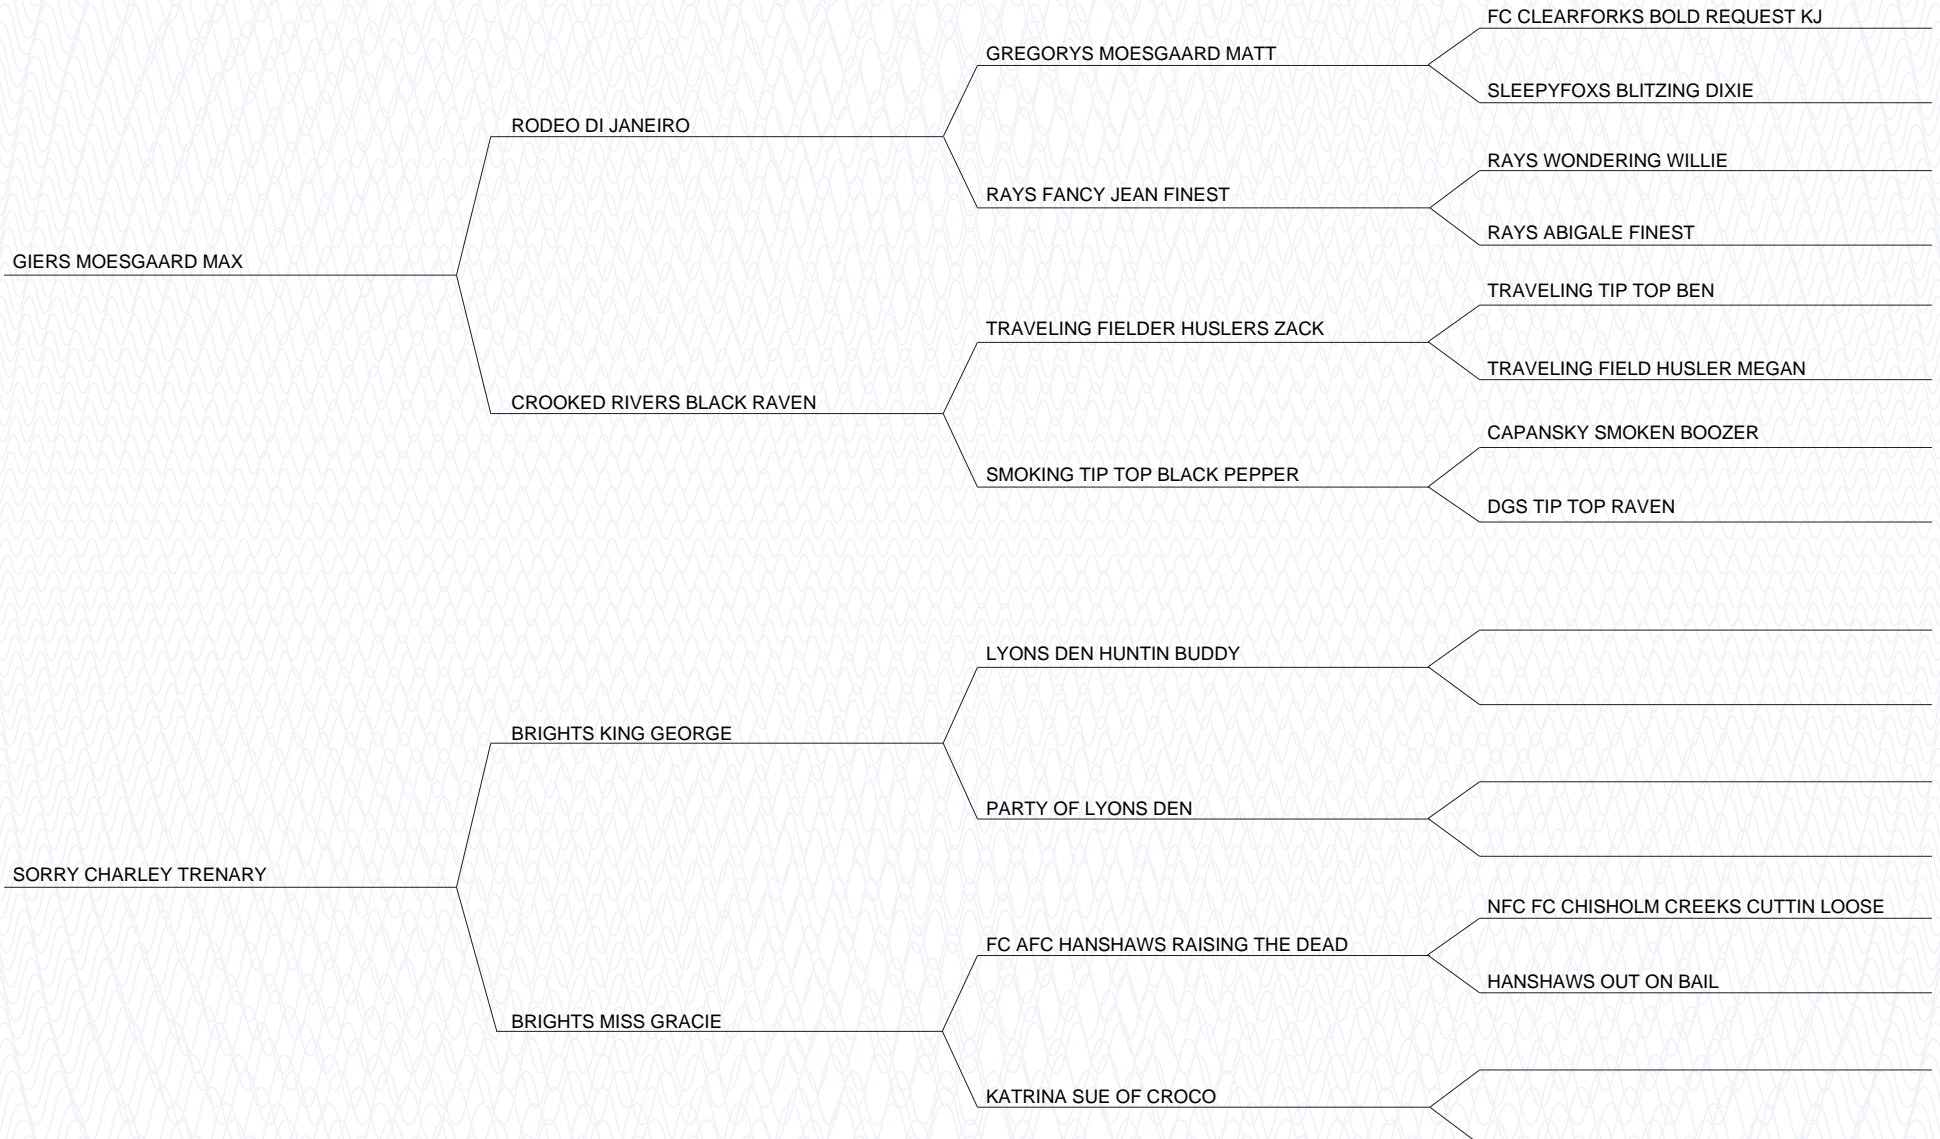 FC CLEARFORKS BOLD REQUEST KJ
GREGORYS MOESGAARD MATT
SLEEPYFOXS BLITZING DIXIE
RODEO DI JANEIRO
RAYS WONDERING WILLIE
RAYS FANCY JEAN FINEST
RAYS ABIGALE FINEST
GIERS MOESGAARD MAX
TRAVELING TIP TOP BEN
TRAVELING FIELDER HUSLERS ZACK
TRAVELING FIELD HUSLER MEGAN
CROOKED RIVERS BLACK RAVEN
CAPANSKY SMOKEN BOOZER
SMOKING TIP TOP BLACK PEPPER
DGS TIP TOP RAVEN
LYONS DEN HUNTIN BUDDY
BRIGHTS KING GEORGE
PARTY OF LYONS DEN
SORRY CHARLEY TRENARY
NFC FC CHISHOLM CREEKS CUTTIN LOOSE
FC AFC HANSHAWS RAISING THE DEAD
HANSHAWS OUT ON BAIL
BRIGHTS MISS GRACIE
KATRINA SUE OF CROCO